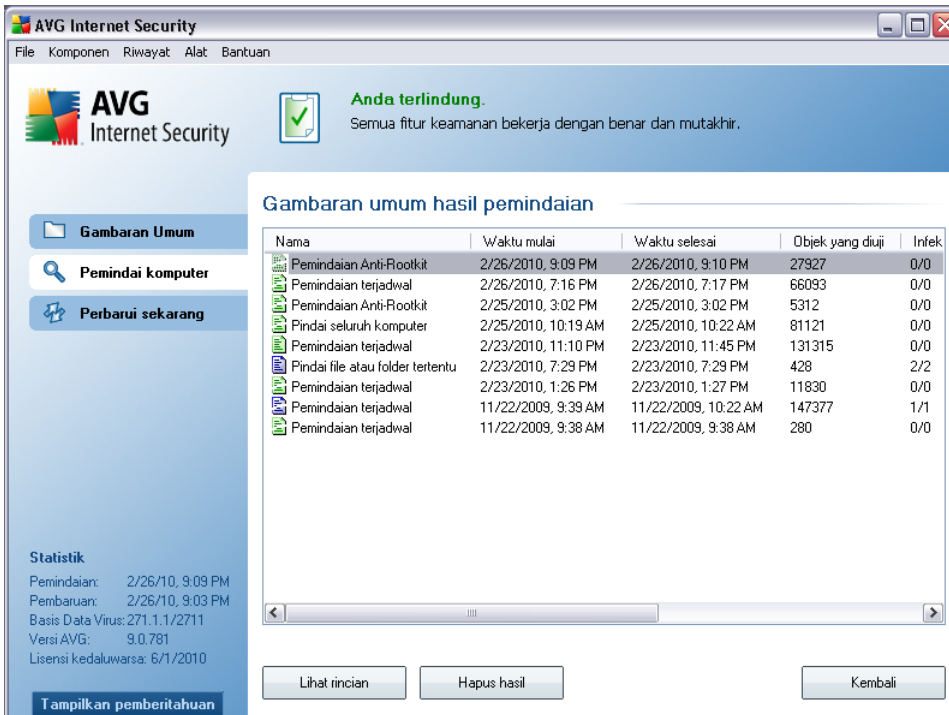 AVG Internet Security
File Komponen Riwayat Alat Bantuan
AVG
Internet Security
Anda terlindung.
Semua fitur keamanan bekerja dengan benar dan mutakhir.
Gambaran Umum
Pemindai komputer
Perbarui sekarang
Gambaran umum hasil pemindaian
Nama Waktu mulai Waktu selesai Objek yang diuji Infek
Pemindaian Anti-Rootkit 2/26/2010, 9:09 PM 2/26/2010, 9:10 PM 27927 0/0
Pemindaian terjadwal 2/26/2010, 7:16 PM 2/26/2010, 7:17 PM 66093 0/0
Pemindaian Anti-Rootkit 2/25/2010, 3:02 PM 2/25/2010, 3:02 PM 5312 0/0
Pindai seluruh komputer 2/25/2010, 10:19 AM 2/25/2010, 10:22 AM 81121 0/0
Pemindaian terjadwal 2/23/2010, 11:10 PM 2/23/2010, 11:45 PM 131315 0/0
Pindai file atau folder tertentu 2/23/2010, 7:29 PM 2/23/2010, 7:29 PM 428 2/2
Pemindaian terjadwal 2/23/2010, 1:26 PM 2/23/2010, 1:27 PM 11830 0/0
Pemindaian terjadwal 11/22/2009, 9:39 AM 11/22/2009, 10:22 AM 147377 1/1
Pemindaian terjadwal 11/22/2009, 9:38 AM 11/22/2009, 9:38 AM 280 0/0
Statistik
Pemindaian: 2/26/10, 9:09 PM
Pembaruan: 2/26/10, 9:03 PM
Basis Data Virus: 271.1.1/2711
Versi AVG: 9.0.781
Lisensi kedaluwarsa: 6/1/2010
Tampilkan pemberitahuan
Lihat rincian Hapus hasil Kembali